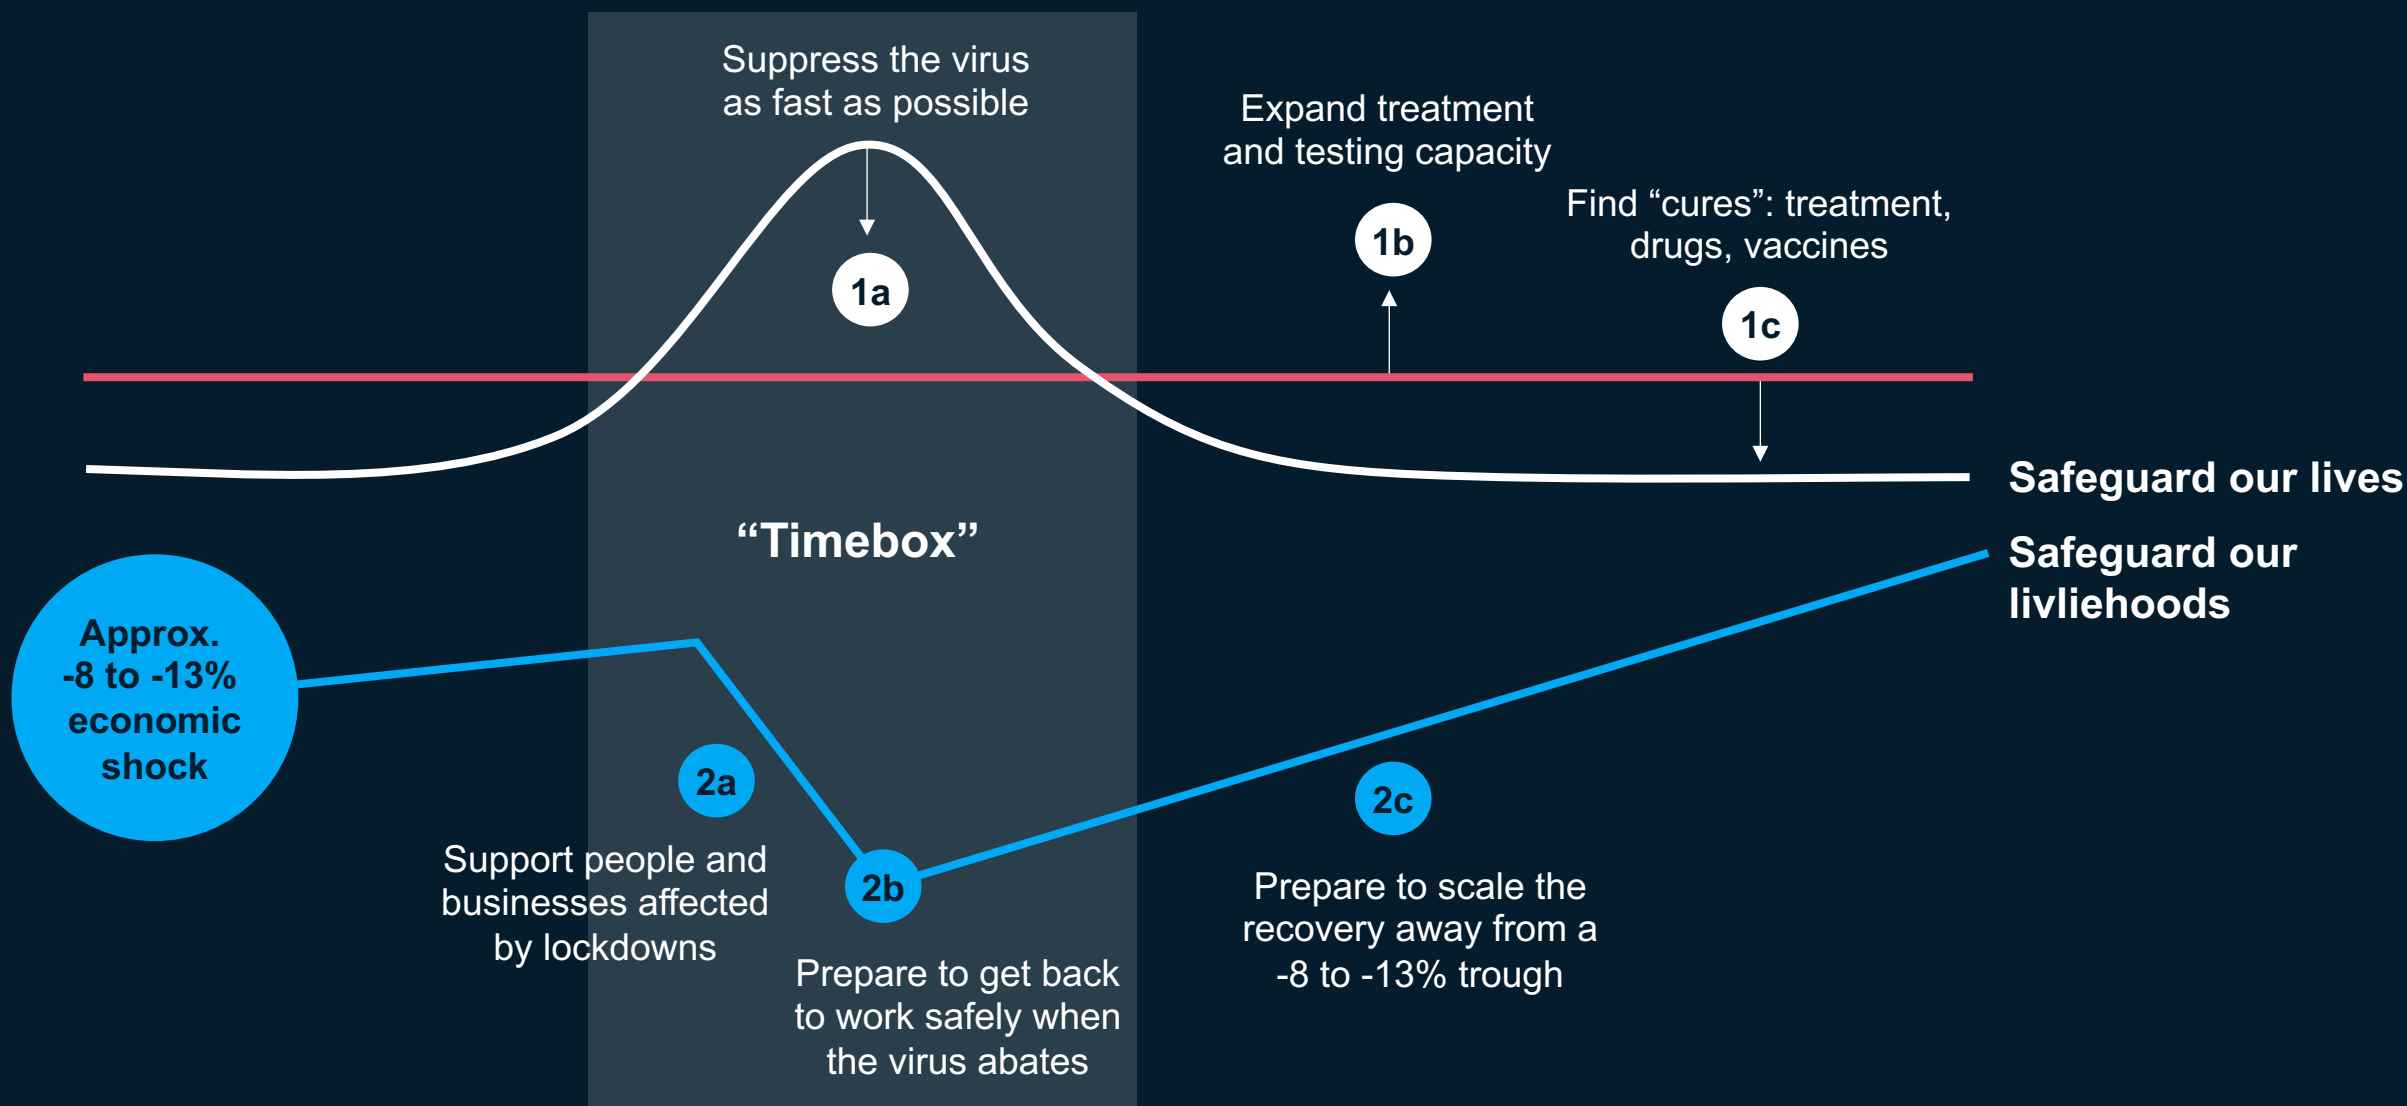 Suppress the virus
as fast as possible
1a
Expand treatment
and testing capacity
1b
Find “cures”: treatment,
drugs, vaccines
1c
Safeguard our lives
“Timebox”
Safeguard our
livliehoods
Approx.
-8 to -13%
economic
shock
2a
Support people and
businesses affected
by lockdowns
2b
Prepare to get back
to work safely when
the virus abates
2c
Prepare to scale the
recovery away from a
-8 to -13% trough